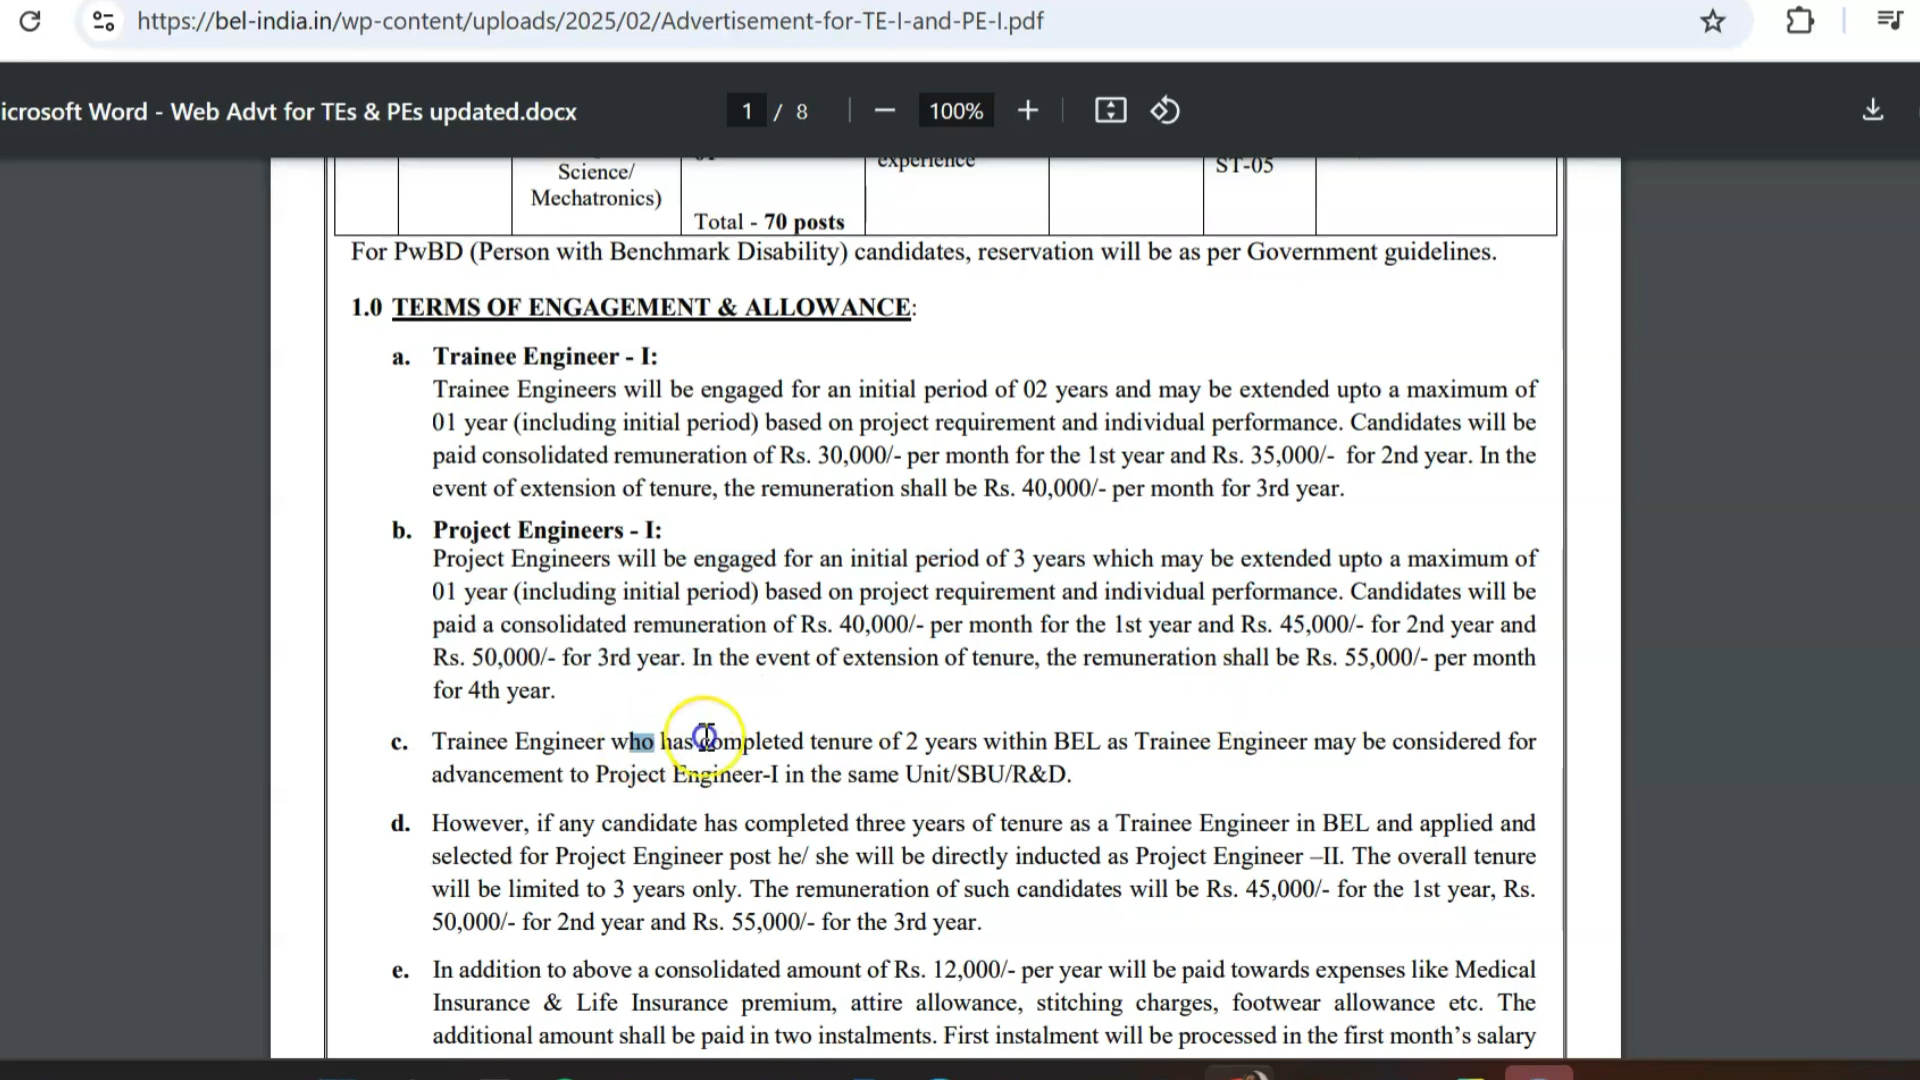 https://bel-india.in/wp-content/uploads/2025/02/Advertisement-for-TE-I-and-PE-I.pdf
icrosoft Word - Web Advt for TEs & PEs updated.docx
1 / 8
100%
experience
ST-05
Science/
Mechatronics)
Total - 70 posts
For PwBD (Person with Benchmark Disability) candidates, reservation will be as per Government guidelines.
1.0 TERMS OF ENGAGEMENT & ALLOWANCE:
a. Trainee Engineer - I:
Trainee Engineers will be engaged for an initial period of 02 years and may be extended upto a maximum of
01 year (including initial period) based on project requirement and individual performance. Candidates will be
paid consolidated remuneration of Rs. 30,000/- per month for the 1st year and Rs. 35,000/- for 2nd year. In the
event of extension of tenure, the remuneration shall be Rs. 40,000/- per month for 3rd year.
b. Project Engineers - I:
Project Engineers will be engaged for an initial period of 3 years which may be extended upto a maximum of
01 year (including initial period) based on project requirement and individual performance. Candidates will be
paid a consolidated remuneration of Rs. 40,000/- per month for the 1st year and Rs. 45,000/- for 2nd year and
Rs. 50,000/- for 3rd year. In the event of extension of tenure, the remuneration shall be Rs. 55,000/- per month
for 4th year.
c. Trainee Engineer who has completed tenure of 2 years within BEL as Trainee Engineer may be considered for
advancement to Project Engineer-I in the same Unit/SBU/R&D.
d. However, if any candidate has completed three years of tenure as a Trainee Engineer in BEL and applied and
selected for Project Engineer post he/ she will be directly inducted as Project Engineer –II. The overall tenure
will be limited to 3 years only. The remuneration of such candidates will be Rs. 45,000/- for the 1st year, Rs.
50,000/- for 2nd year and Rs. 55,000/- for the 3rd year.
e. In addition to above a consolidated amount of Rs. 12,000/- per year will be paid towards expenses like Medical
Insurance & Life Insurance premium, attire allowance, stitching charges, footwear allowance etc. The
additional amount shall be paid in two instalments. First instalment will be processed in the first month’s salary